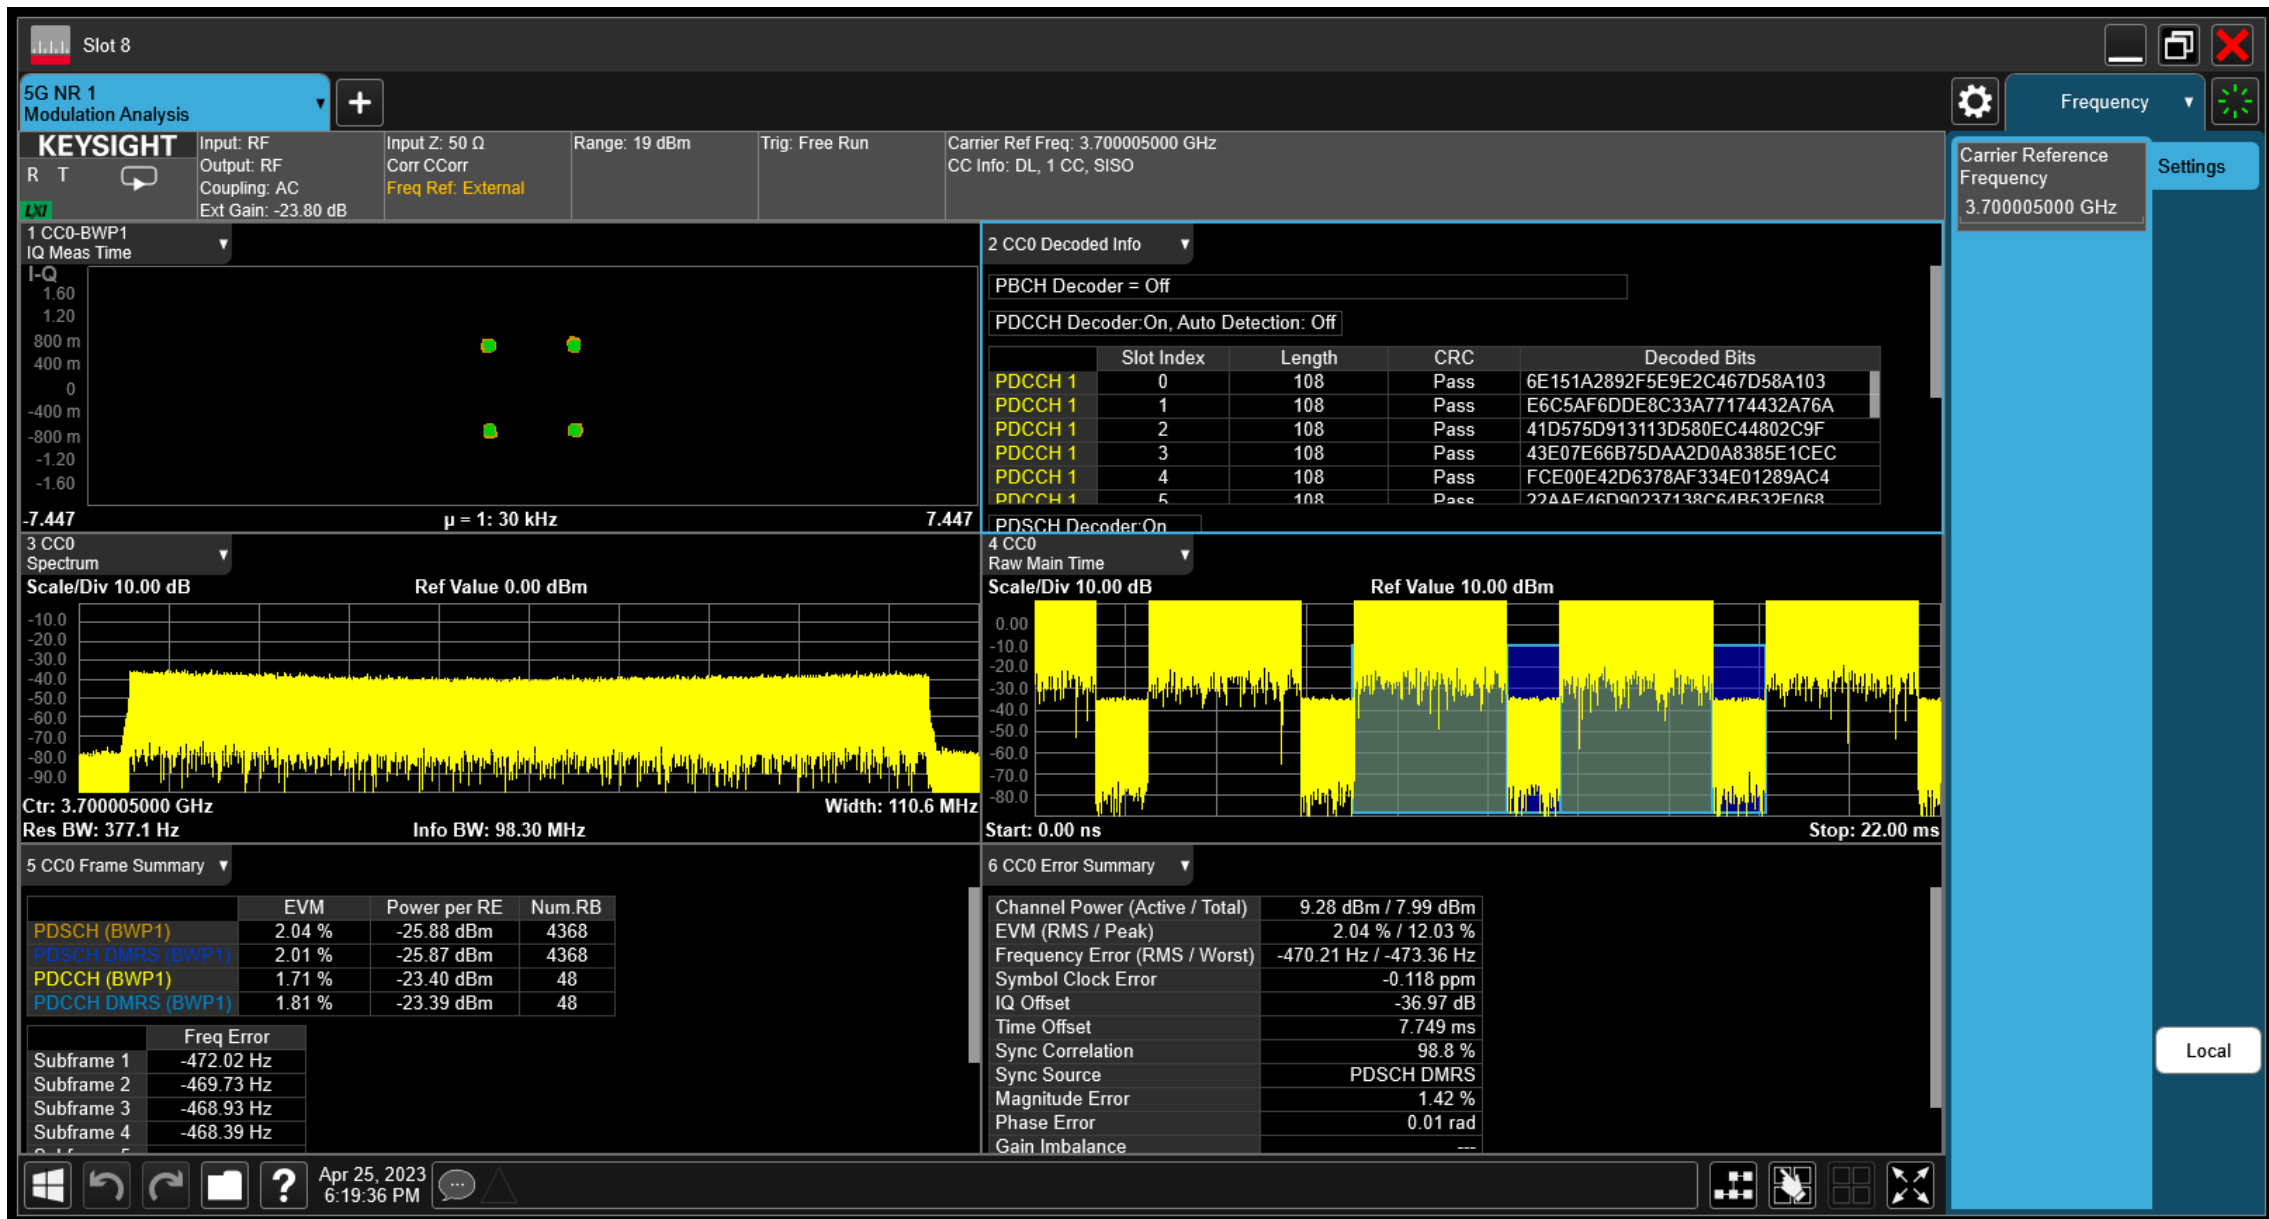 Slot 8
5G NR 1
Modulation Analysis
Frequency
KEYSIGHT
R T
LXI
Input: RF
Output: RF
Coupling: AC
Ext Gain: -23.80 dB
Input Z: 50 Ω
Corr CCorr
Freq Ref: External
Range: 19 dBm
Trig: Free Run
Carrier Ref Freq: 3.700005000 GHz
CC Info: DL, 1 CC, SISO
Carrier Reference
Frequency
3.700005000 GHz
Settings
1 CC0-BWP1
IQ Meas Time
I-Q
1.60
1.20
800 m
400 m
0
-400 m
-800 m
-1.20
-1.60
-7.447 µ = 1: 30 kHz 7.447
2 CC0 Decoded Info
PBCH Decoder = Off
PDCCH Decoder:On, Auto Detection: Off
Slot Index Length CRC Decoded Bits
PDCCH 1 0 108 Pass 6E151A2892F5E9E2C467D58A103
PDCCH 1 1 108 Pass E6C5AF6DDE8C33A77174432A76A
PDCCH 1 2 108 Pass 41D575D913113D580EC44802C9F
PDCCH 1 3 108 Pass 43E07E66B75DAA2D0A8385E1CEC
PDCCH 1 4 108 Pass FCE00E42D6378AF334E01289AC4
PDCCH 1 5 108 Pass 22AAE46D90237138C64B532E068
PDSCH Decoder:On
3 CC0
Spectrum
Scale/Div 10.00 dB Ref Value 0.00 dBm
-10.0
-20.0
-30.0
-40.0
-50.0
-60.0
-70.0
-80.0
-90.0
Ctr: 3.700005000 GHz Width: 110.6 MHz
Res BW: 377.1 Hz Info BW: 98.30 MHz
4 CC0
Raw Main Time
Scale/Div 10.00 dB Ref Value 10.00 dBm
0.00
-10.0
-20.0
-30.0
-40.0
-50.0
-60.0
-70.0
-80.0
Start: 0.00 ns Stop: 22.00 ms
5 CC0 Frame Summary
EVM Power per RE Num.RB
PDSCH (BWP1) 2.04 % -25.88 dBm 4368
PDSCH DMRS (BWP1) 2.01 % -25.87 dBm 4368
PDCCH (BWP1) 1.71 % -23.40 dBm 48
PDCCH DMRS (BWP1) 1.81 % -23.39 dBm 48
Freq Error
Subframe 1 -472.02 Hz
Subframe 2 -469.73 Hz
Subframe 3 -468.93 Hz
Subframe 4 -468.39 Hz
6 CC0 Error Summary
Channel Power (Active / Total) 9.28 dBm / 7.99 dBm
EVM (RMS / Peak) 2.04 % / 12.03 %
Frequency Error (RMS / Worst) -470.21 Hz / -473.36 Hz
Symbol Clock Error -0.118 ppm
IQ Offset -36.97 dB
Time Offset 7.749 ms
Sync Correlation 98.8 %
Sync Source PDSCH DMRS
Magnitude Error 1.42 %
Phase Error 0.01 rad
Gain Imbalance ---
Local
Apr 25, 2023
6:19:36 PM